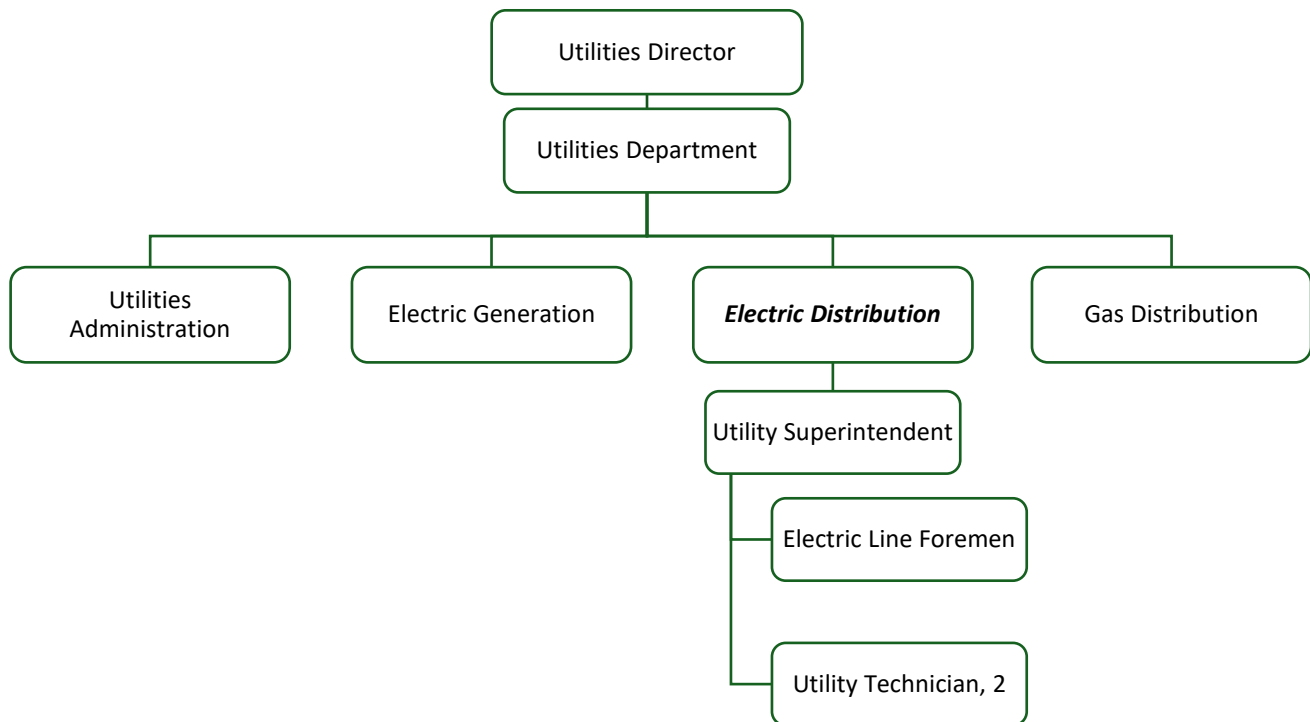 Utilities Director
Utilities Department
Utilities
Administration
Electric Generation
Electric Distribution
Gas Distribution
Utility Superintendent
Electric Line Foremen
Utility Technician, 2